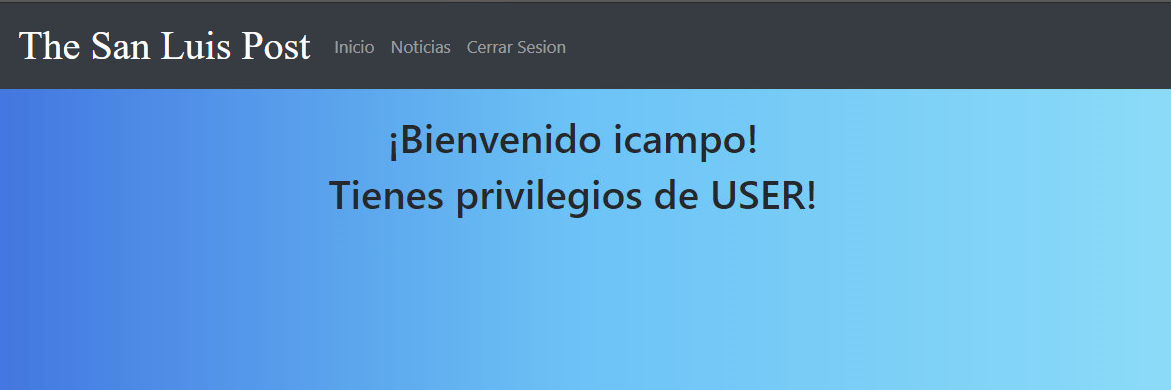 The San Luis Post Inicio Noticias Cerrar Sesion
¡Bienvenido icampo!
Tienes privilegios de USER!